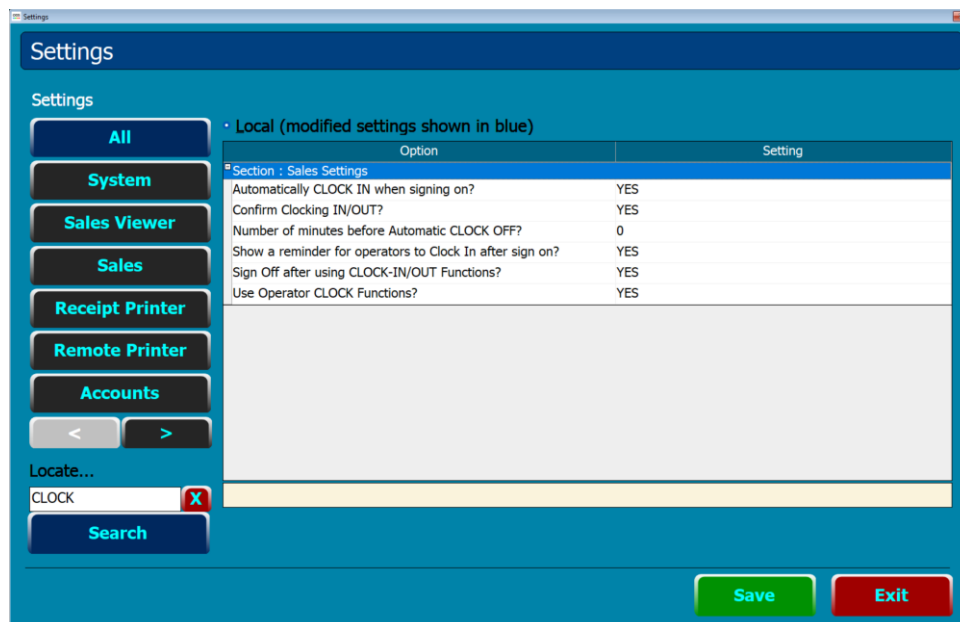 Settings
Settings
Settings
All
System
Sales Viewer
Sales
Receipt Printer
Remote Printer
Accounts
< >
Locate...
CLOCK X
Search
Local (modified settings shown in blue)
Option Setting
Section : Sales Settings
Automatically CLOCK IN when signing on? YES
Confirm Clocking IN/OUT? YES
Number of minutes before Automatic CLOCK OFF? 0
Show a reminder for operators to Clock In after sign on? YES
Sign Off after using CLOCK-IN/OUT Functions? YES
Use Operator CLOCK Functions? YES
Save Exit